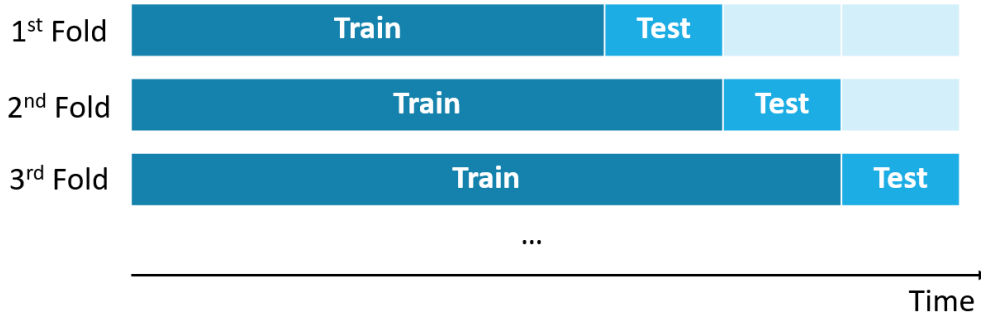 1st Fold Train Test
2nd Fold Train Test
3rd Fold Train Test
...
Time